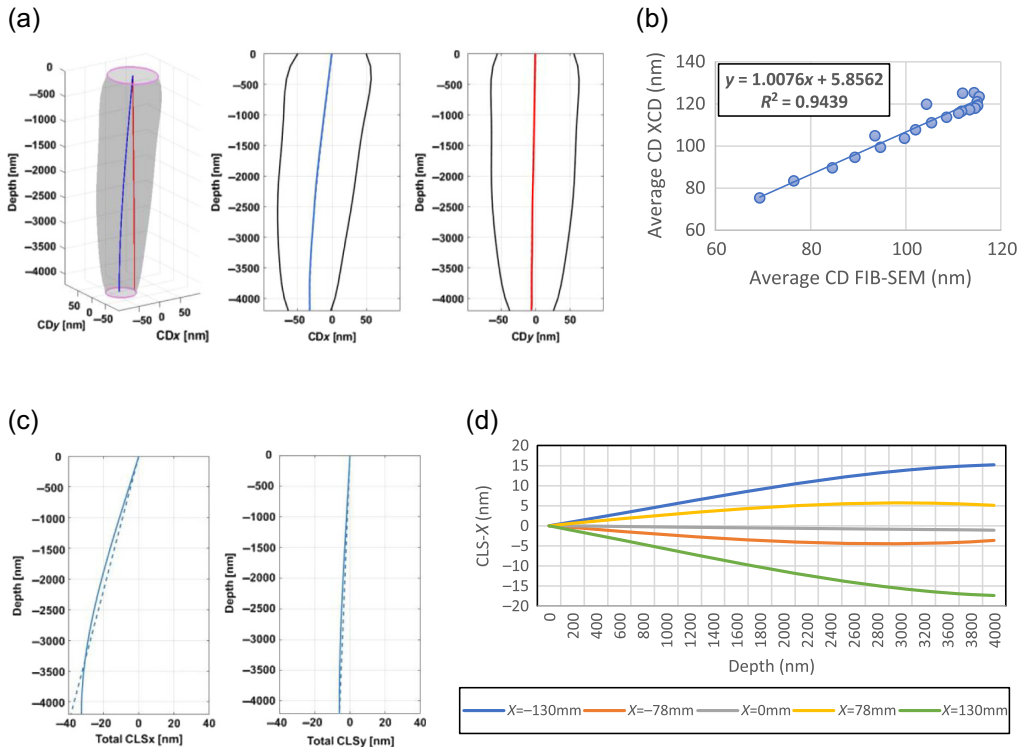 (a)
0
−500
−1000
−1500
−2000
−2500
−3000
−3500
−4000
Depth [nm]
50
0
−50
CDy [nm]
−50
0
50
CDx [nm]
0
−500
−1000
−1500
−2000
−2500
−3000
−3500
−4000
Depth [nm]
−50 0 50
CDx [nm]
0
−500
−1000
−1500
−2000
−2500
−3000
−3500
−4000
Depth [nm]
−50 0 50
CDy [nm]
(b)
140
120
100
80
60
Average CD XCD (nm)
y = 1.0076x + 5.8562
R² = 0.9439
60 80 100 120
Average CD FIB-SEM (nm)
(c)
0
−500
−1000
−1500
−2000
−2500
−3000
−3500
−4000
Depth [nm]
−40 −20 0 20 40
Total CLSx [nm]
0
−500
−1000
−1500
−2000
−2500
−3000
−3500
−4000
Depth [nm]
−40 −20 0 20 40
Total CLSy [nm]
(d)
20
15
10
5
0
−5
−10
−15
−20
CLS-X (nm)
0 200 400 600 800 1000 1200 1400 1600 1800 2000 2200 2400 2600 2800 3000 3200 3400 3600 3800 4000
Depth (nm)
X=−130mm X=−78mm X=0mm X=78mm X=130mm